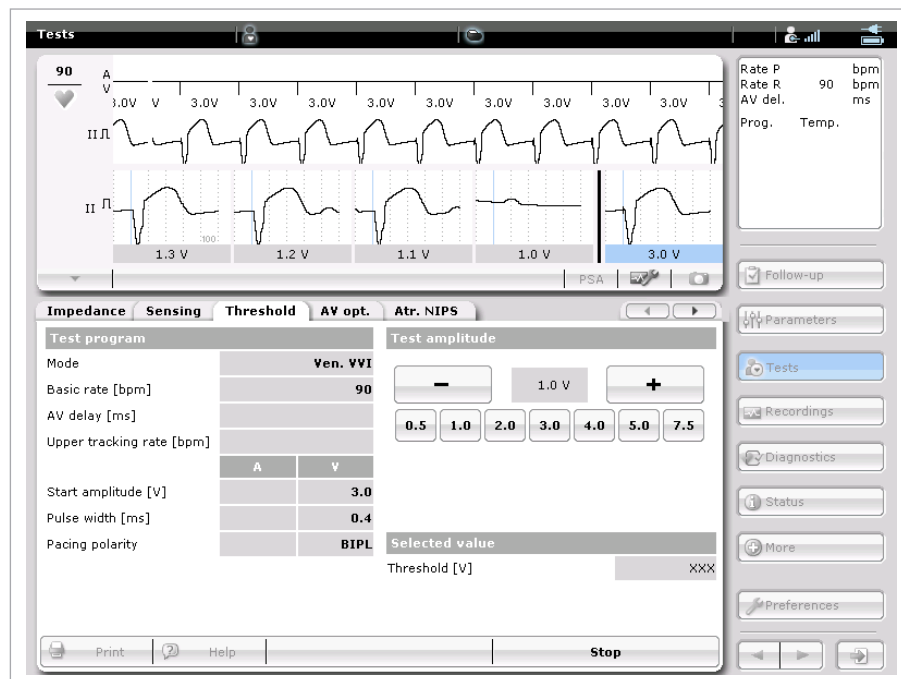 Tests
90
A
V
3.0V V 3.0V 3.0V 3.0V 3.0V 3.0V 3.0V 3.0V 3.0V 3.0V 3
II
II
100
1.3 V 1.2 V 1.1 V 1.0 V 3.0 V
PSA
Impedance Sensing Threshold AV opt. Atr. NIPS
Test program
Mode Ven. VVI
Basic rate [bpm] 90
AV delay [ms]
Upper tracking rate [bpm]
A V
Start amplitude [V] 3.0
Pulse width [ms] 0.4
Pacing polarity BIPL
Test amplitude
− 1.0 V +
0.5 1.0 2.0 3.0 4.0 5.0 7.5
Selected value
Threshold [V] XXX
Print Help Stop
Rate P bpm
Rate R 90 bpm
AV del. ms
Prog. Temp.
Follow-up
Parameters
Tests
Recordings
Diagnostics
Status
More
Preferences